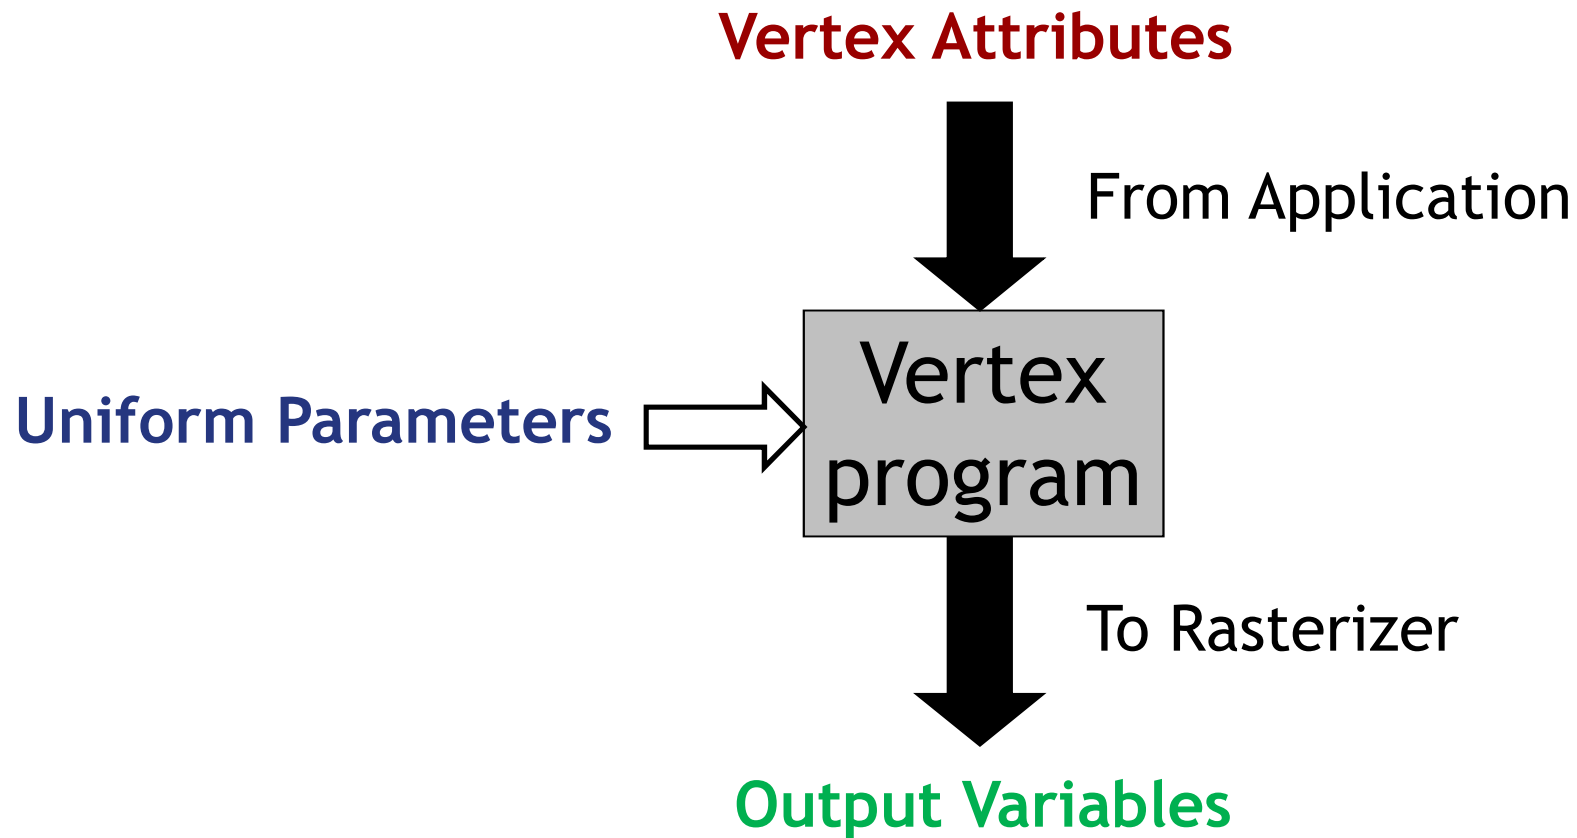 Vertex Attributes
From Application
Uniform Parameters
Vertex
program
To Rasterizer
Output Variables